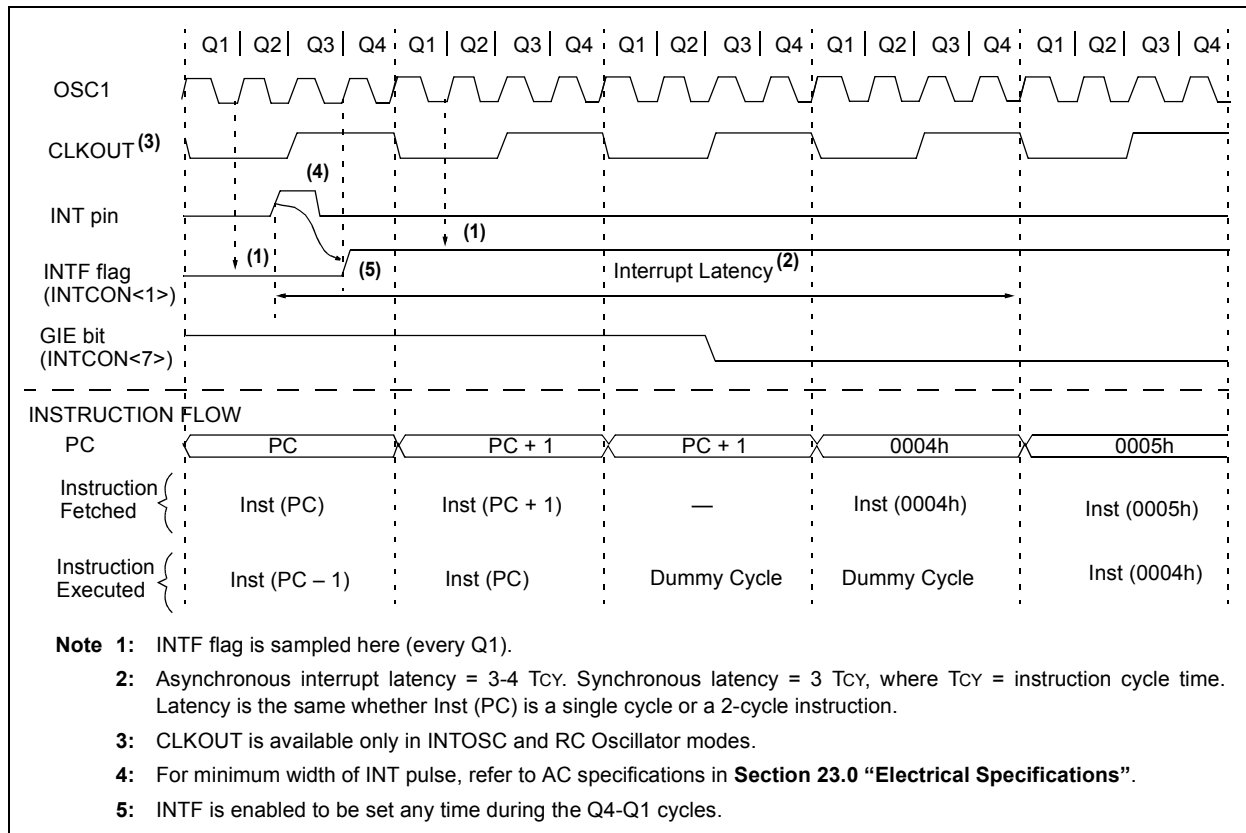 Q1 Q2 Q3 Q4 Q1 Q2 Q3 Q4 Q1 Q2 Q3 Q4 Q1 Q2 Q3 Q4 Q1 Q2 Q3 Q4
OSC1
CLKOUT (3)
(4)
INT pin
(1)
(1)
INTF flag
(INTCON<1>)
(5)
Interrupt Latency (2)
GIE bit
(INTCON<7>)
INSTRUCTION FLOW
PC PC PC + 1 PC + 1 0004h 0005h
Instruction
Fetched
Inst (PC) Inst (PC + 1) — Inst (0004h) Inst (0005h)
Instruction
Executed
Inst (PC – 1) Inst (PC) Dummy Cycle Dummy Cycle Inst (0004h)
Note 1: INTF flag is sampled here (every Q1).
2: Asynchronous interrupt latency = 3-4 TCY. Synchronous latency = 3 TCY, where TCY = instruction cycle time.
Latency is the same whether Inst (PC) is a single cycle or a 2-cycle instruction.
3: CLKOUT is available only in INTOSC and RC Oscillator modes.
4: For minimum width of INT pulse, refer to AC specifications in Section 23.0 “Electrical Specifications”.
5: INTF is enabled to be set any time during the Q4-Q1 cycles.